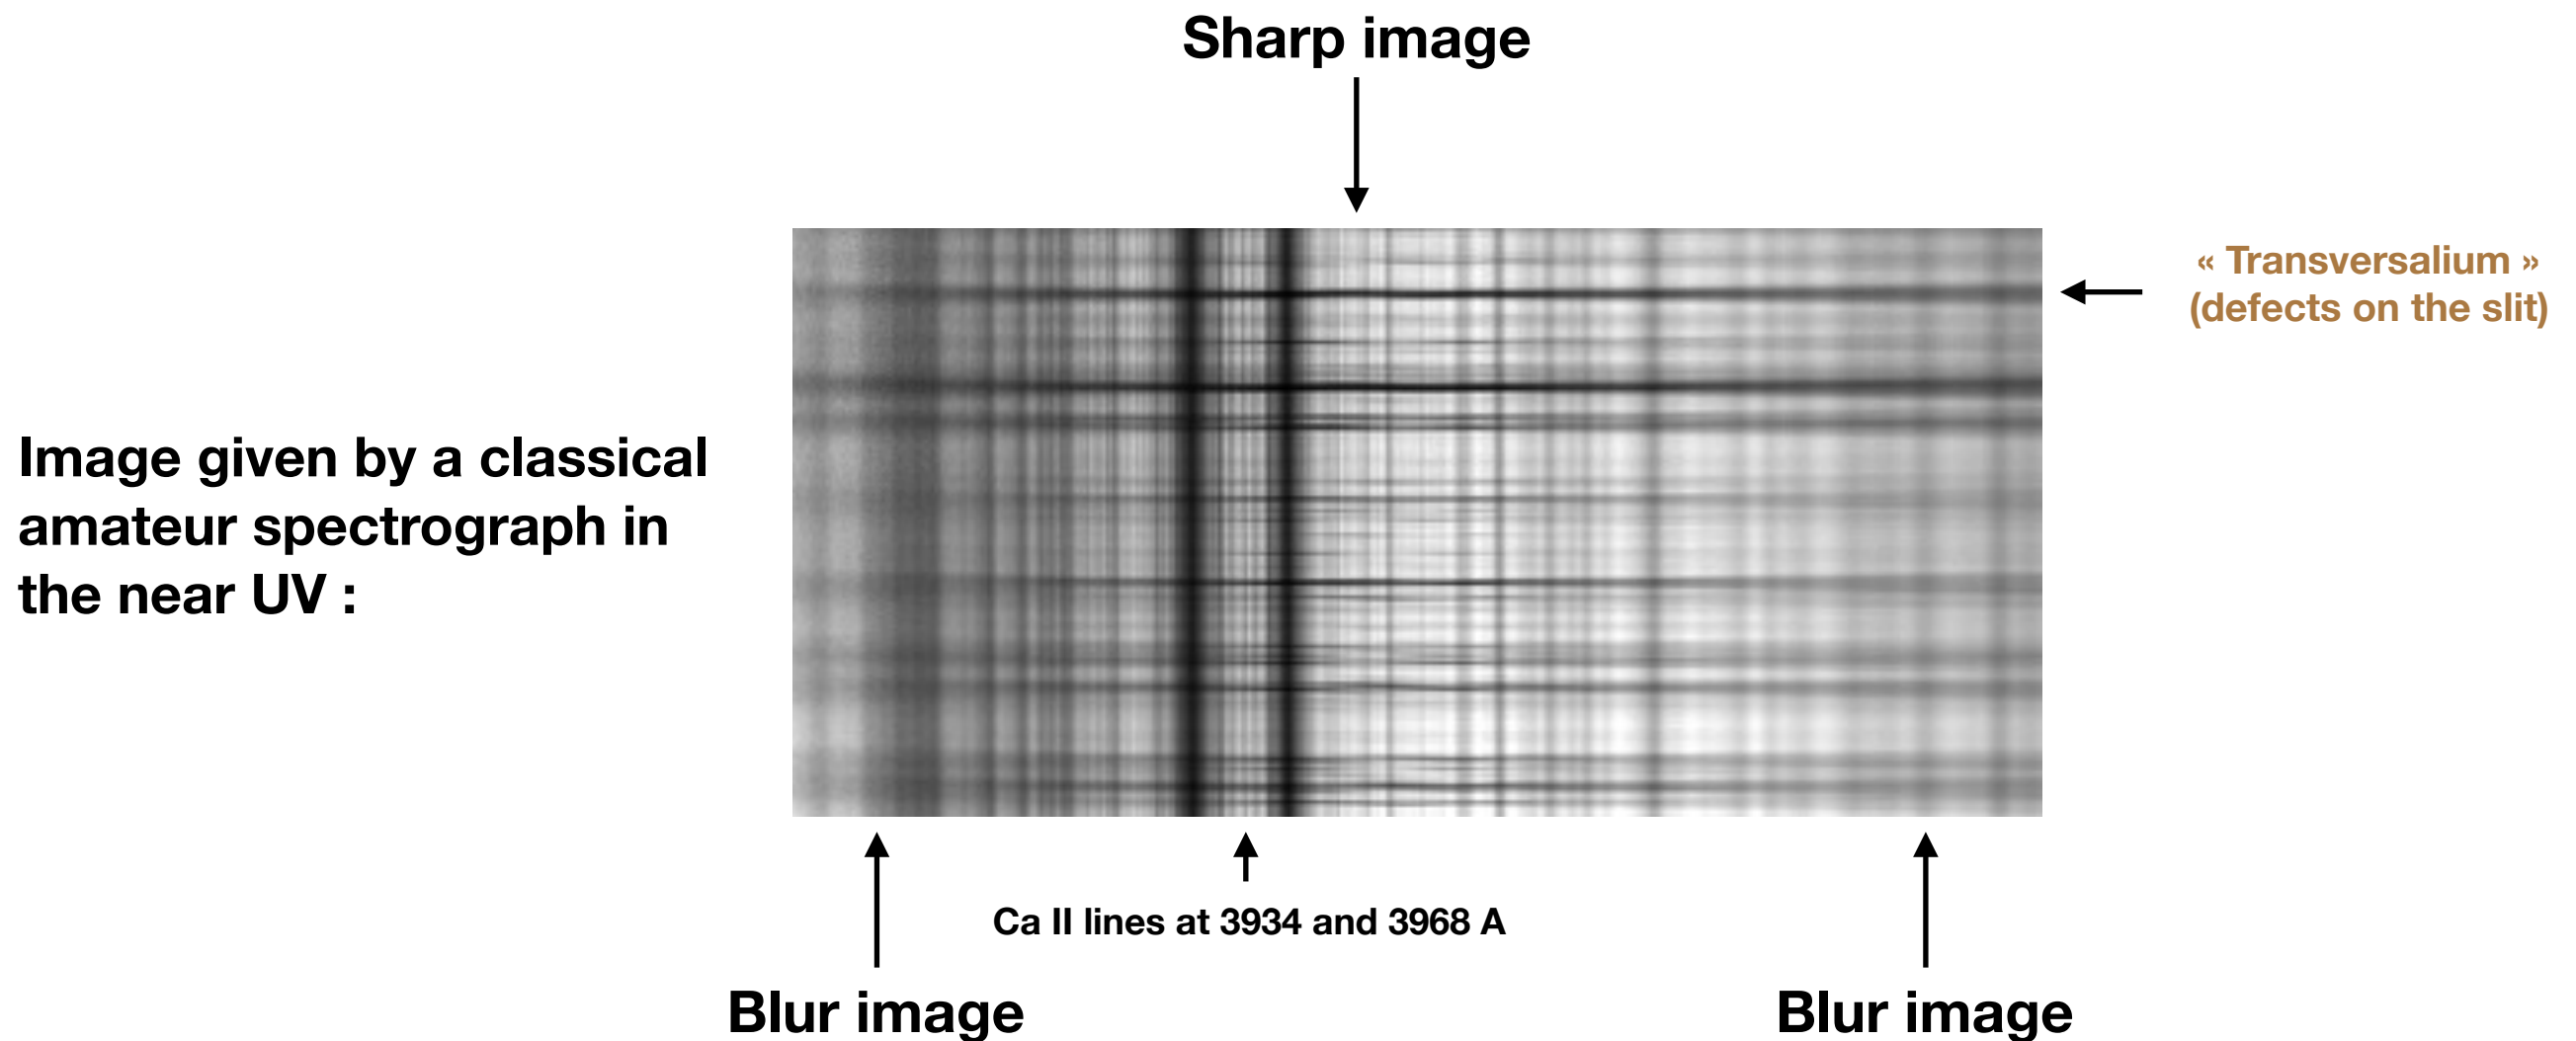 Sharp image
« Transversalium »
(defects on the slit)
Image given by a classical
amateur spectrograph in
the near UV :
Ca II lines at 3934 and 3968 A
Blur image
Blur image